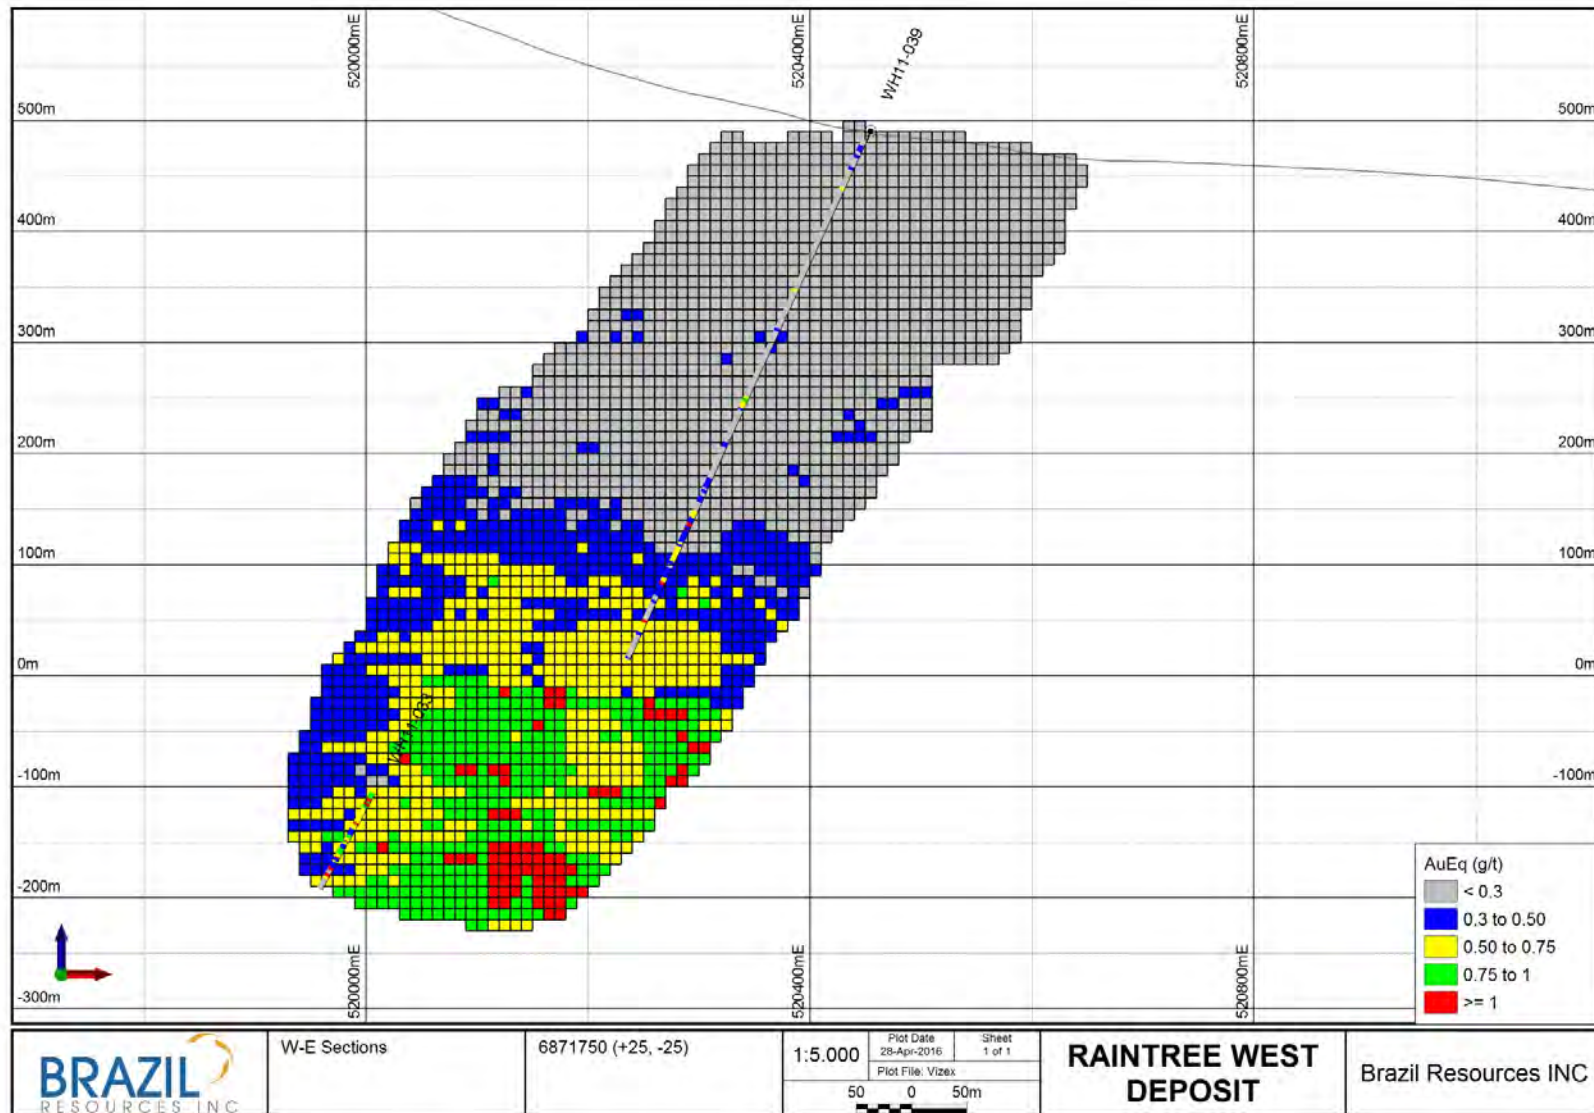 520000mE
520400mE
520800mE
WH11-039
500m
500m
400m
400m
300m
300m
200m
200m
100m
100m
0m
0m
WH11-033
-100m
-100m
-200m
-300m
520000mE
520400mE
520800mE
AuEq (g/t)
< 0.3
0.3 to 0.50
0.50 to 0.75
0.75 to 1
>= 1
BRAZIL
RESOURCES INC
W-E Sections
6871750 (+25, -25)
1:5.000
Plot Date
28-Apr-2016
Sheet
1 of 1
Plot File: Vizex
50 0 50m
RAINTREE WEST
DEPOSIT
Brazil Resources INC